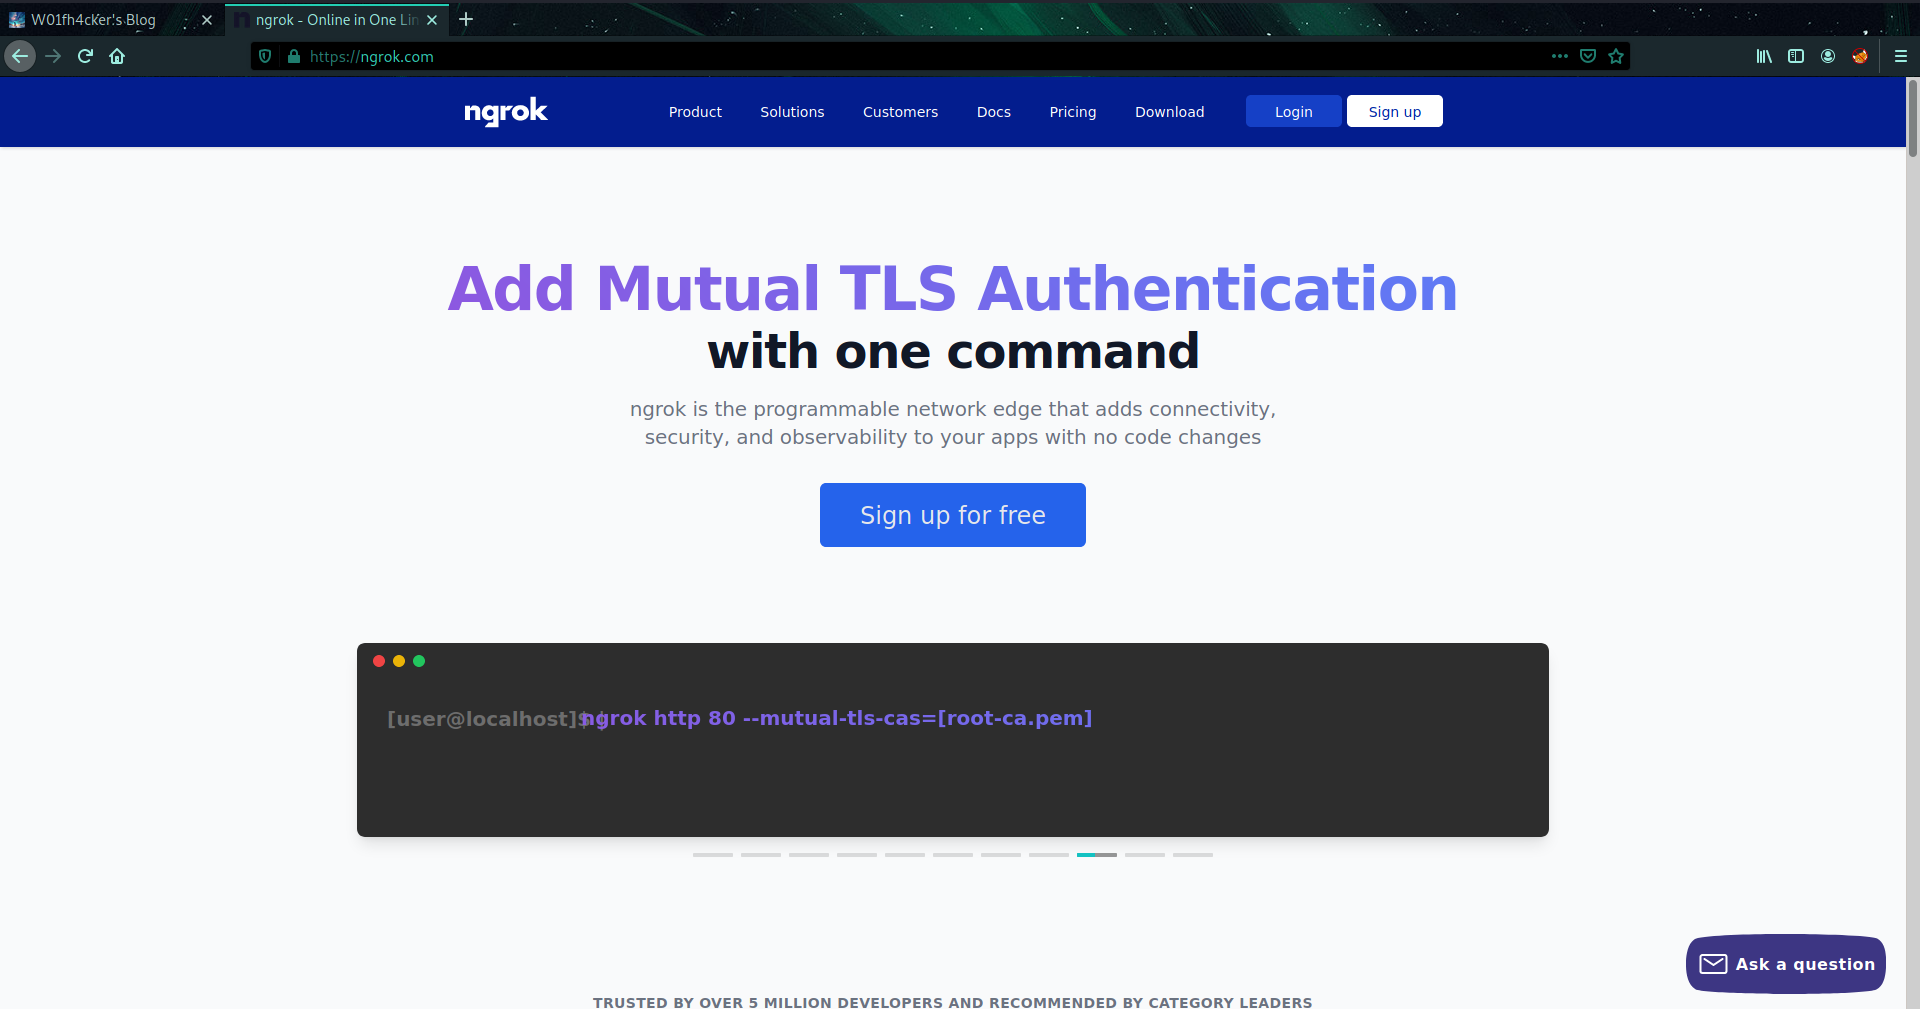 W01fh4cker's Blog
ngrok - Online in One Lin
https://ngrok.com
ngrok
Product
Solutions
Customers
Docs
Pricing
Download
Login
Sign up
Add Mutual TLS Authentication
with one command
ngrok is the programmable network edge that adds connectivity,
security, and observability to your apps with no code changes
Sign up for free
[user@localhost]$ ngrok http 80 --mutual-tls-cas=[root-ca.pem]
Ask a question
TRUSTED BY OVER 5 MILLION DEVELOPERS AND RECOMMENDED BY CATEGORY LEADERS